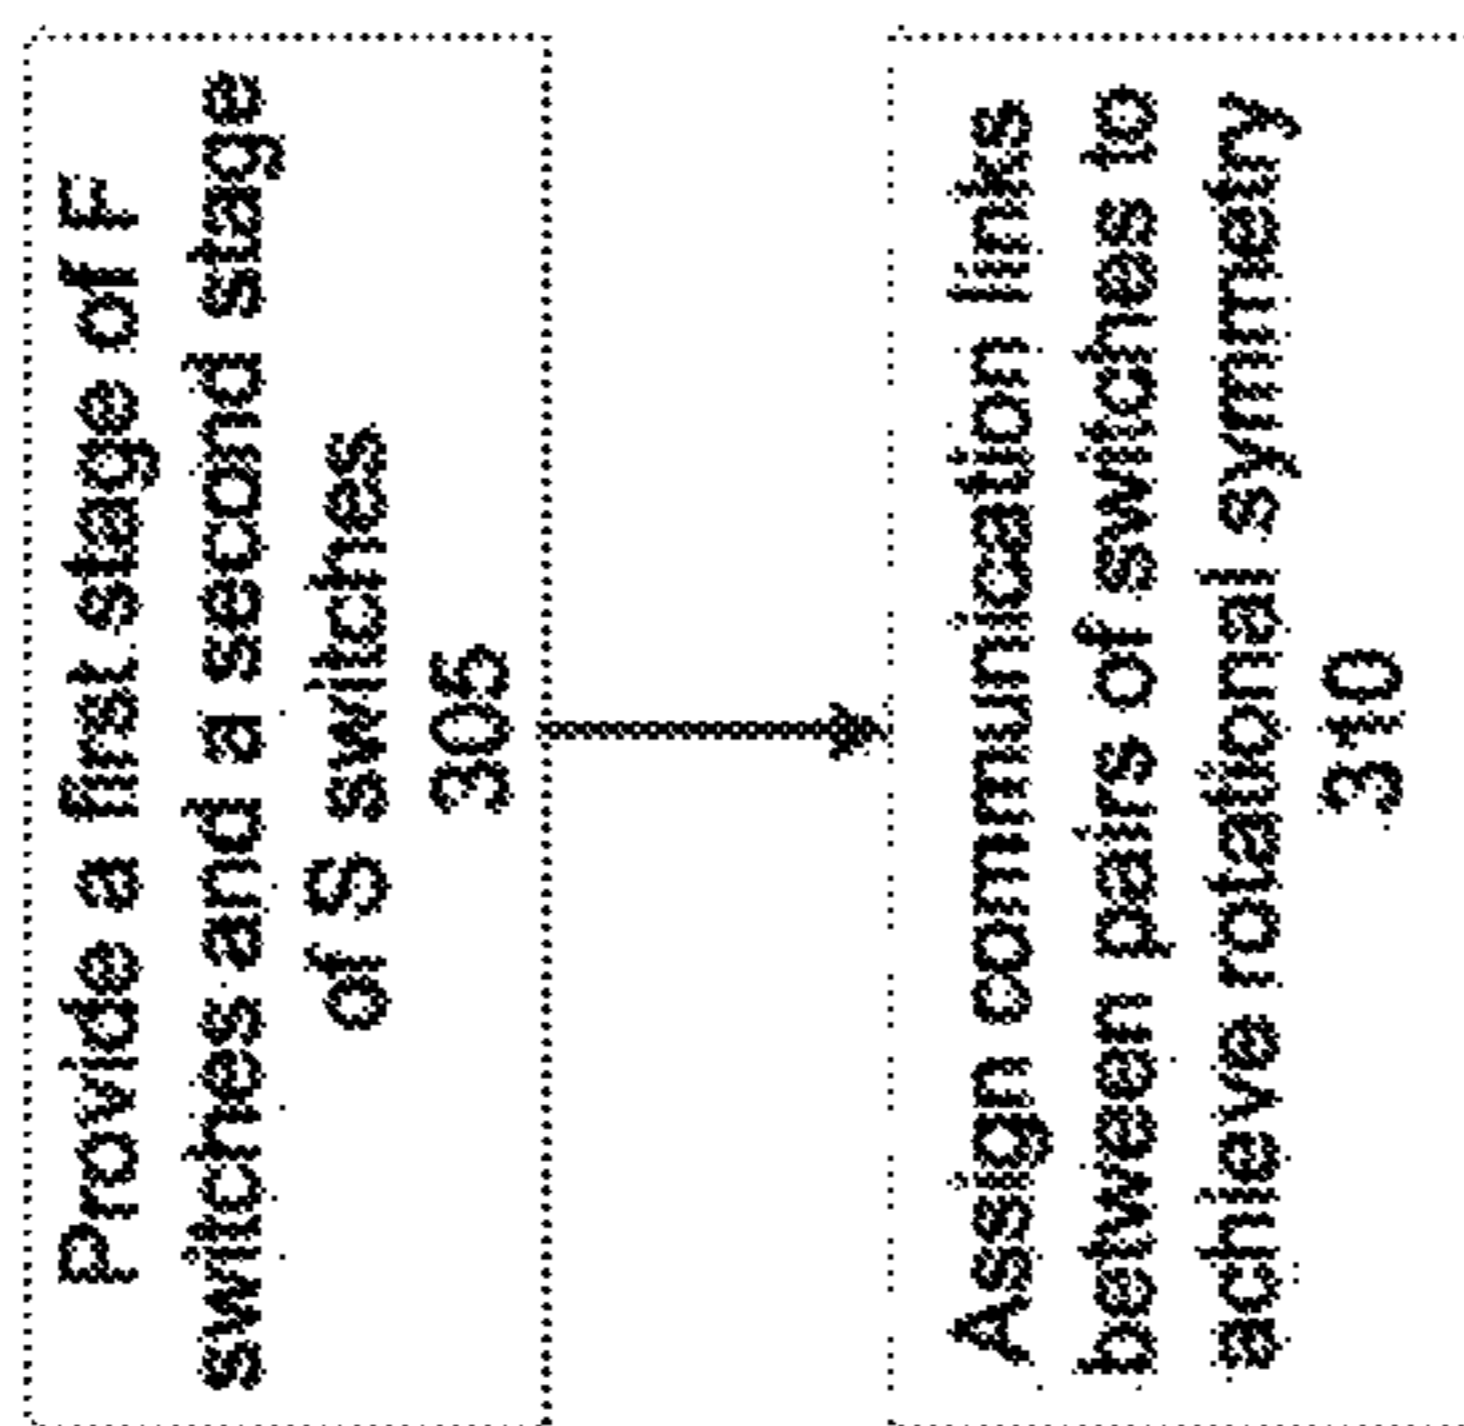 Provide a first stage of F
switches and a second stage
of S switches
305
Assign communication links
between pairs of switches to
achieve rotational symmetry
310